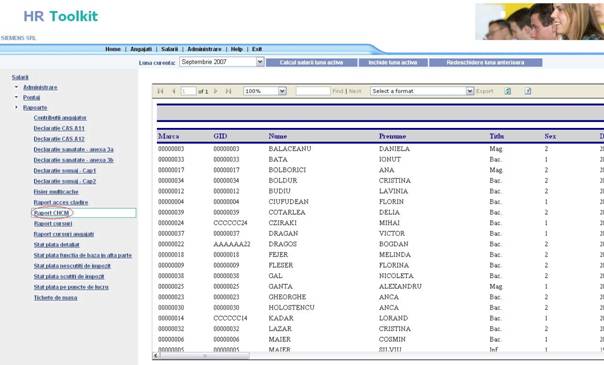 HR Toolkit
SIEMENS SRL
Home | Angajati | Salarii | Administrare | Help | Exit
Luna curenta: Septembrie 2007 Calcul salarii luna activa Inchide luna activa Redeschidere luna anterioara
Salarii
Administrare
Pontaj
Rapoarte
Contributii angajator
Declaratie CAS A11
Declaratie CAS A12
Declaratie sanatate - anexa 3a
Declaratie sanatate - anexa 3b
Declaratie somaj - Cap1
Declaratie somaj - Cap2
Fisier multicache
Raport acces cladire
Raport CHCM
Raport cursuri
Raport cursuri angajati
Stat plata detaliat
Stat plata functia de baza in alta parte
Stat plata nescutiti de impozit
Stat plata scutiti de impozit
Stat plata pe puncte de lucru
Tichete de masa
1 of 1 100% Find | Next Select a format Export
Marca GID Nume Prenume Titlu Sex D
00000003 00000003 BALACEANU DANIELA Mag. 2
00000033 00000033 BATA IONUT Bac. 1
00000017 00000017 BOLBORICI ANA Mag. 2
00000034 00000034 BOLDUR CRISTINA Bac. 2
00000012 00000012 BUDIU LAVINIA Bac. 2
00000004 00000004 CIUFUDEAN FLORIN Bac. 1
00000039 00000039 COTARLEA DELIA Bac. 2
00000024 CCCCCC24 CZIRAKI MIHAI Bac. 1
00000037 00000037 DRAGAN VICTOR Bac. 1
00000022 AAAAAA22 DRAGOS BOGDAN Bac. 2
00000018 00000018 FEJER MELINDA Bac. 2
00000009 00000009 FLESER FLORINA Bac. 2
00000038 00000038 GAL NICOLETA Bac. 2
00000025 00000025 GANTA ALEXANDRU Mag. 1
00000023 00000023 GHEORGHE ANCA Bac. 2
00000030 00000030 HOLOSTENCU ANCA Bac. 2
00000014 CCCCCC14 KADAR LORAND Bac. 1
00000032 00000032 LAZAR CRISTINA Bac. 2
00000006 00000006 MAIER COSMIN Bac. 1
00000005 00000005 MAIER SILVIU Inf. 1